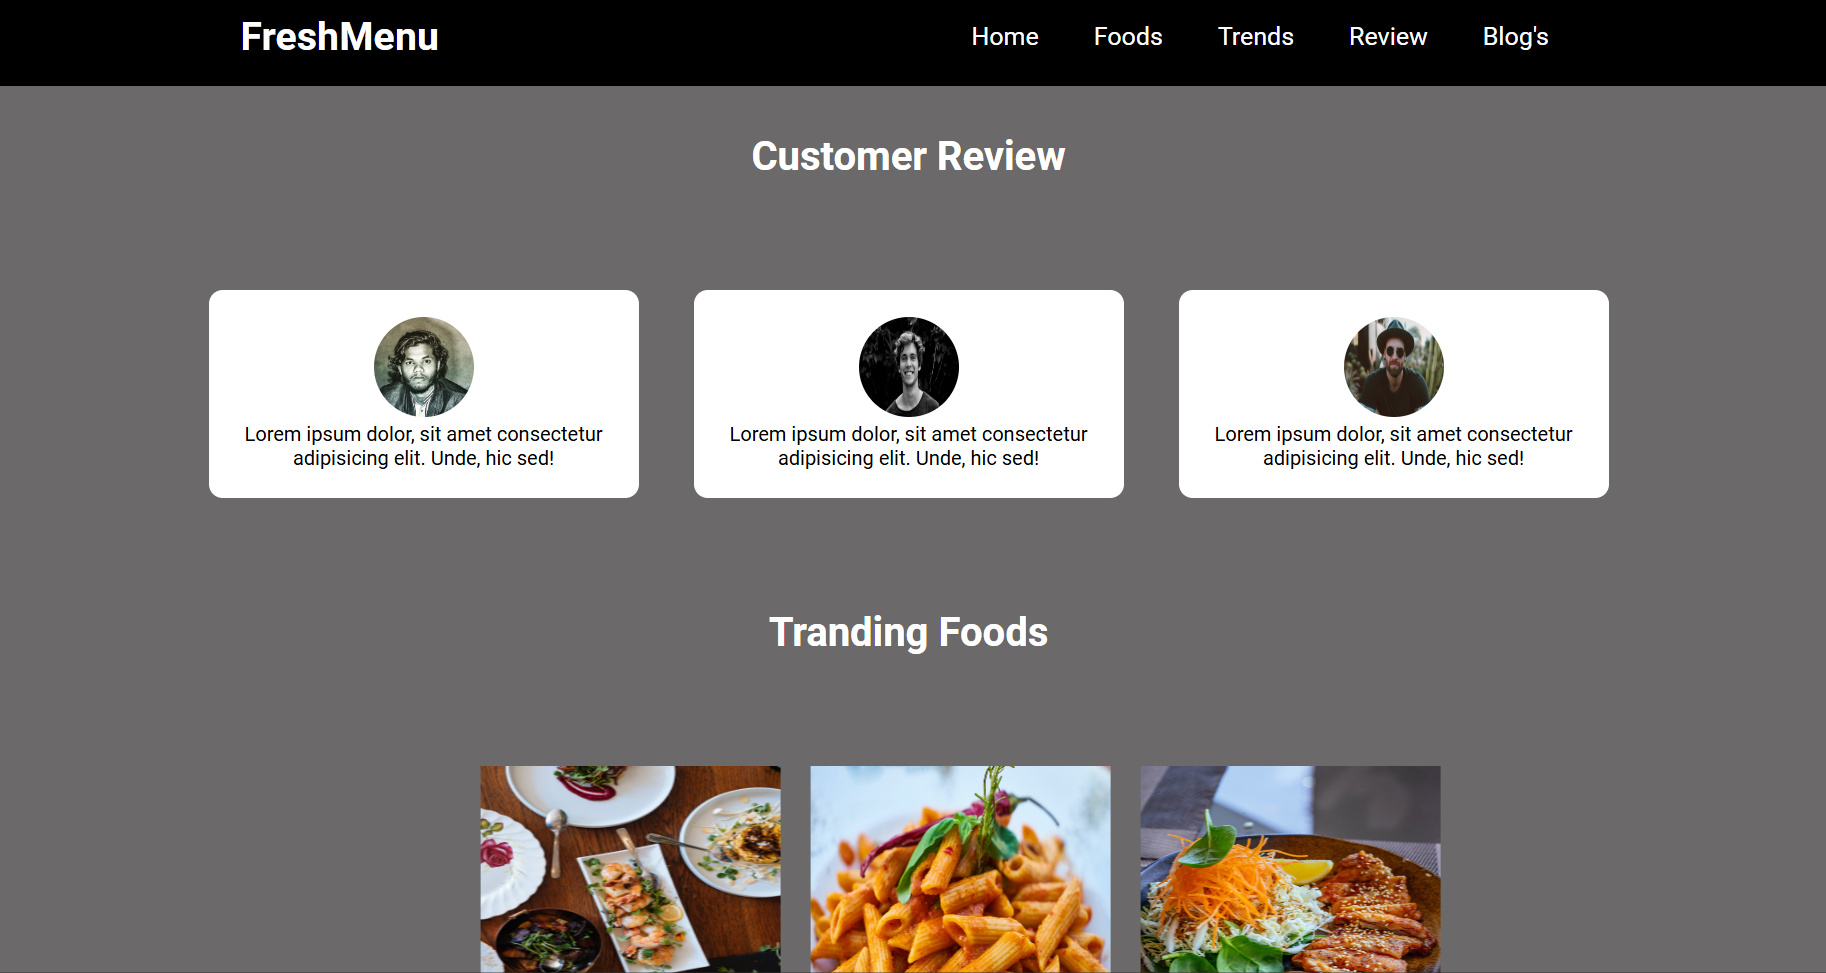 FreshMenu
Home Foods Trends Review Blog's
Customer Review
Lorem ipsum dolor, sit amet consectetur
adipisicing elit. Unde, hic sed!
Lorem ipsum dolor, sit amet consectetur
adipisicing elit. Unde, hic sed!
Lorem ipsum dolor, sit amet consectetur
adipisicing elit. Unde, hic sed!
Tranding Foods